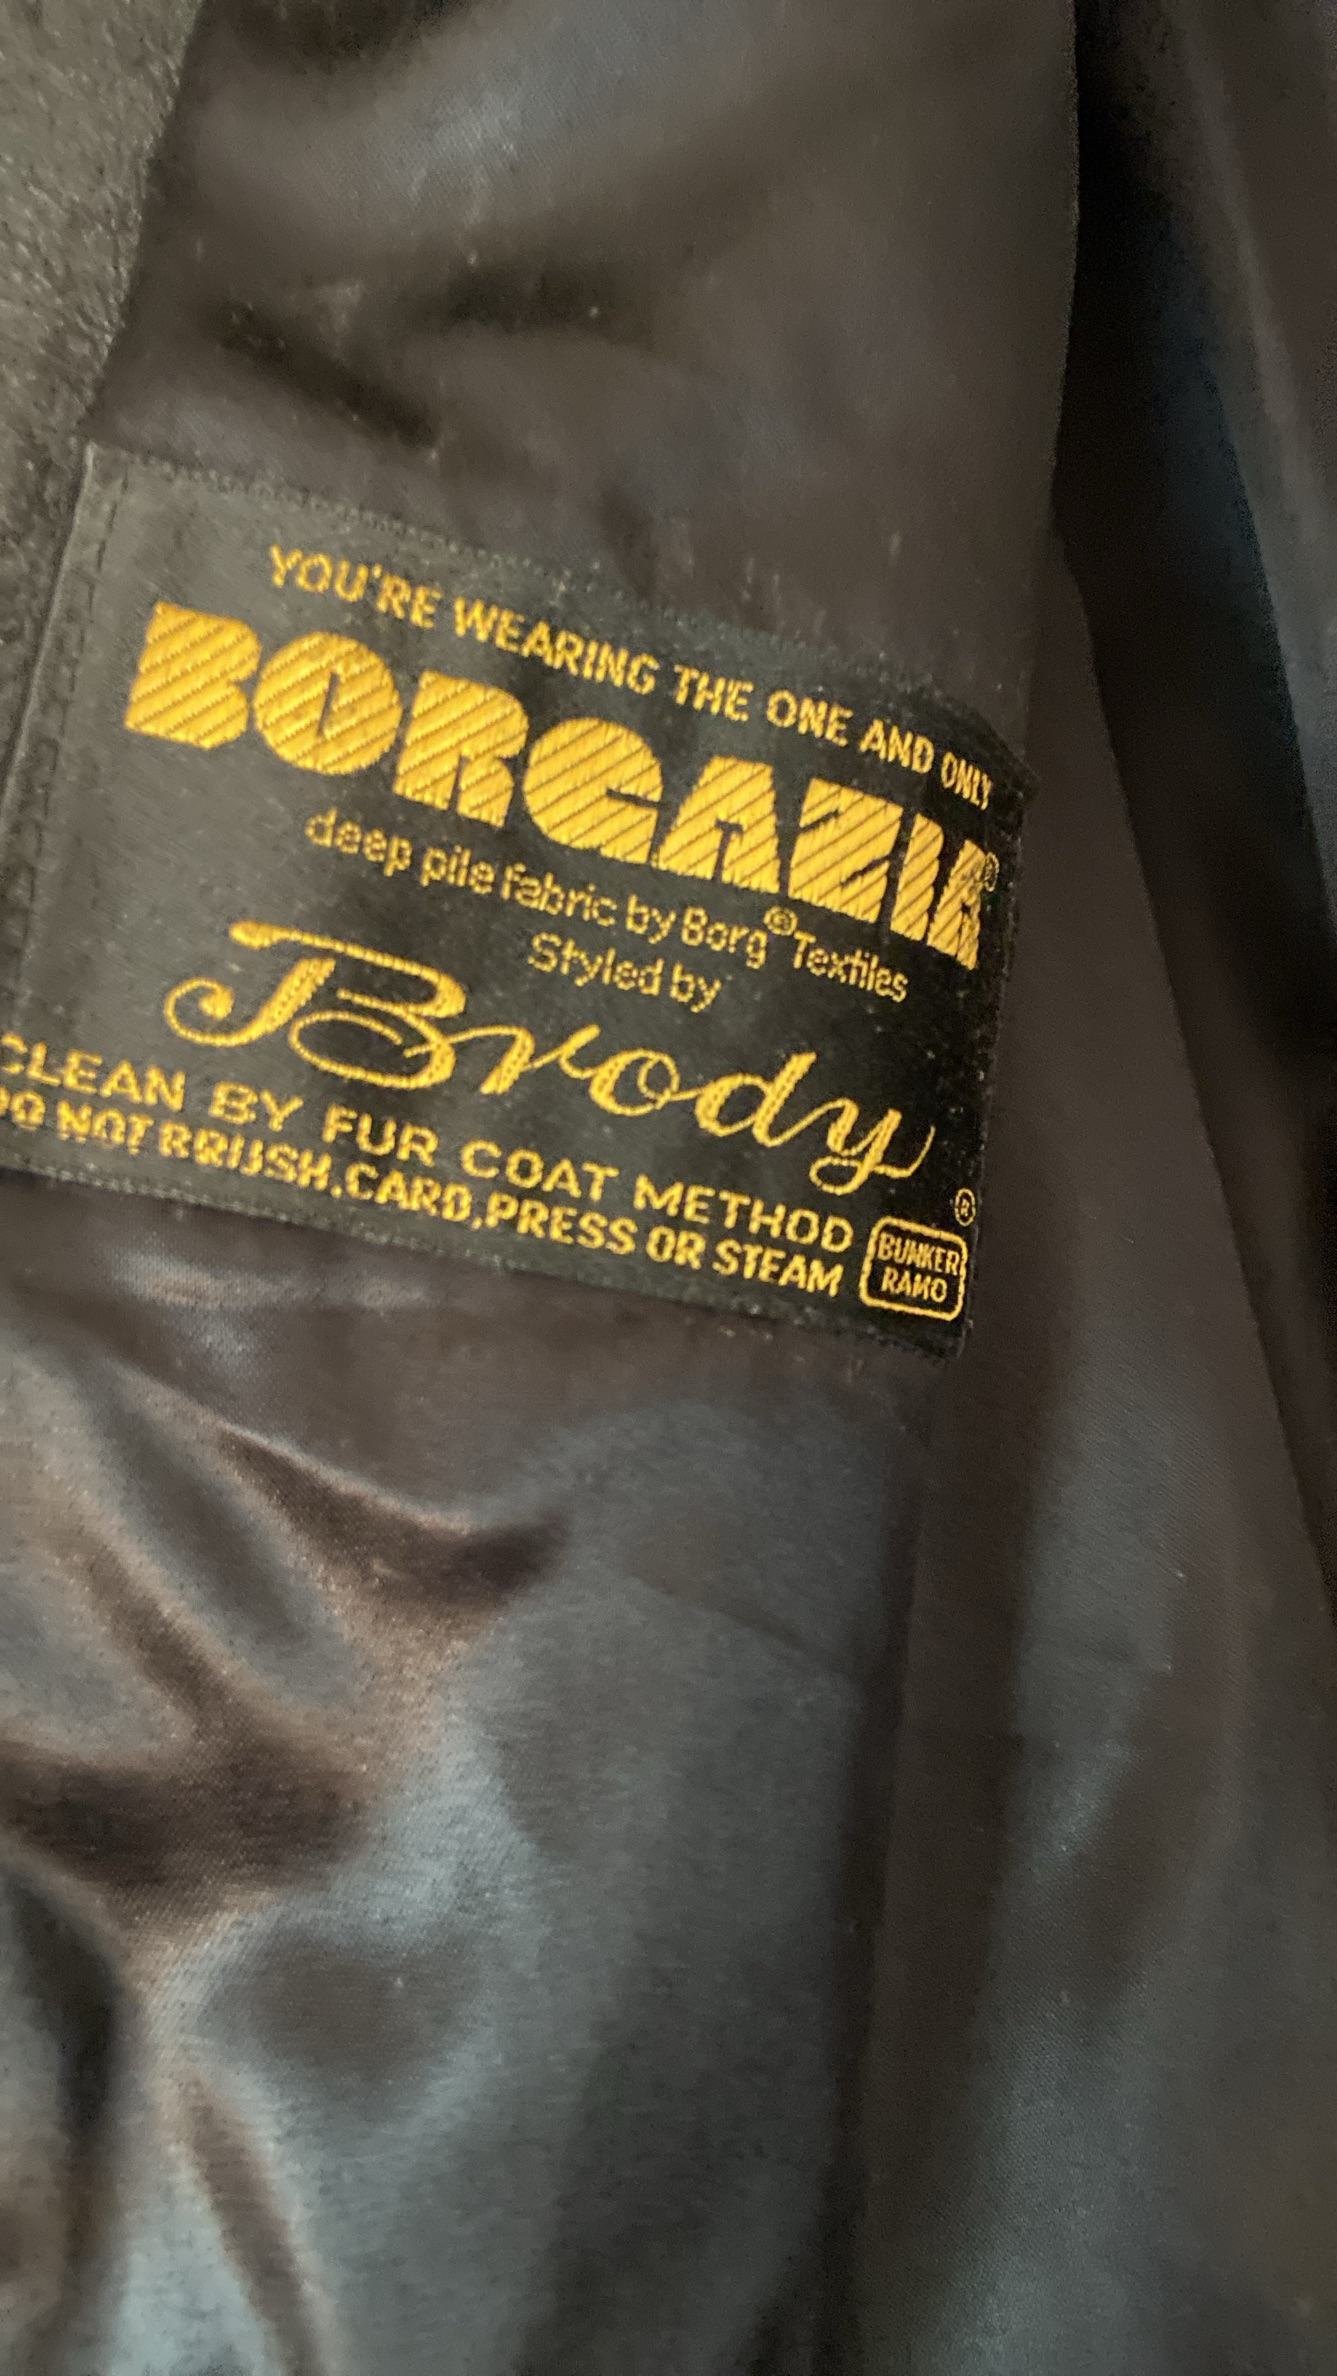 YOU'RE WEARING THE ONE AND ONLY
BORGAZIA®
deep pile fabric by Borg® Textiles
Styled by
Brody
®
CLEAN BY FUR COAT METHOD
DO NOT BRUSH, CARD, PRESS OR STEAM
BUNKER
RAMO